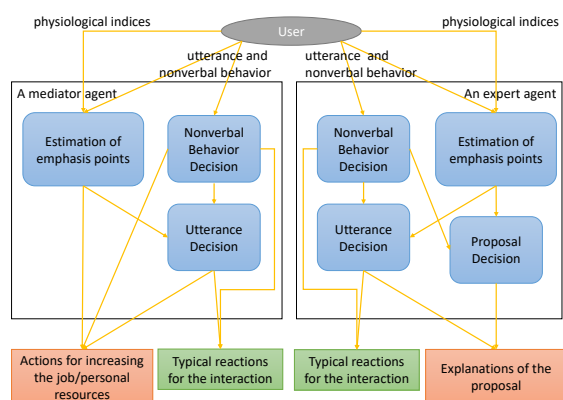 physiological indices
User
physiological indices
utterance and
nonverbal behavior
utterance and
nonverbal behavior
A mediator agent
An expert agent
Estimation of
emphasis points
Nonverbal
Behavior
Decision
Nonverbal
Behavior
Decision
Estimation of
emphasis points
Utterance
Decision
Utterance
Decision
Proposal
Decision
Actions for increasing
the job/personal
resources
Typical reactions
for the interaction
Typical reactions
for the interaction
Explanations of the
proposal